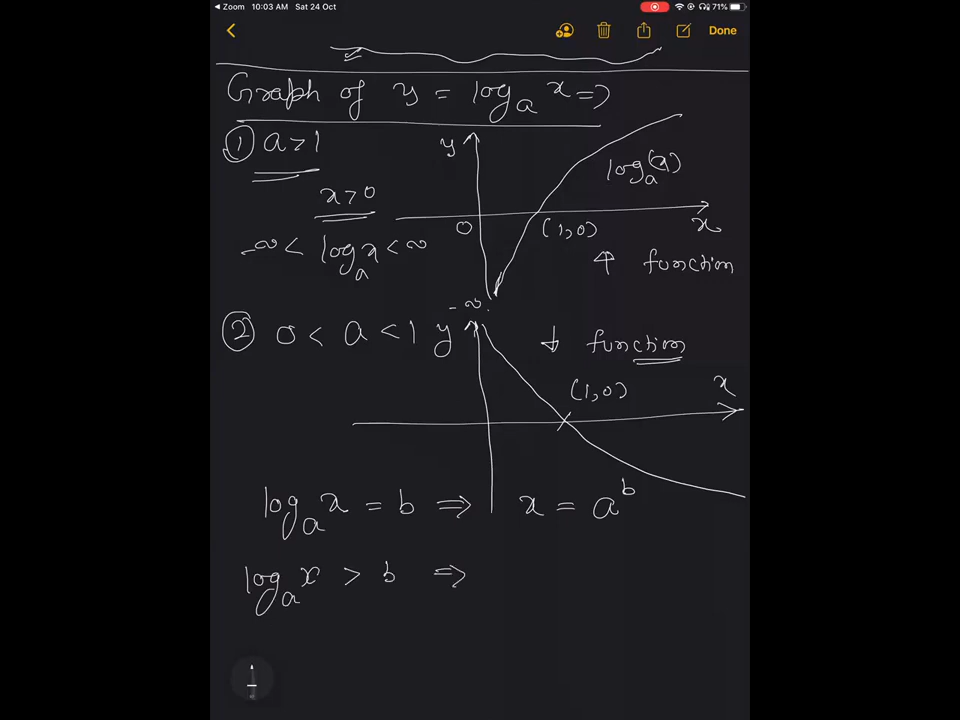 Zoom 10:03 AM Sat 24 Oct 71%
Done
Graph of y = log_a x ⇒
① a > 1
y
log_a(x)
x > 0
0 (1,0) x
-∞ < log_a x < ∞
↑ function
-∞
② 0 < a < 1 y
↓ function
(1,0) x
log_a x = b ⇒ x = a^b
log_a x > b ⇒